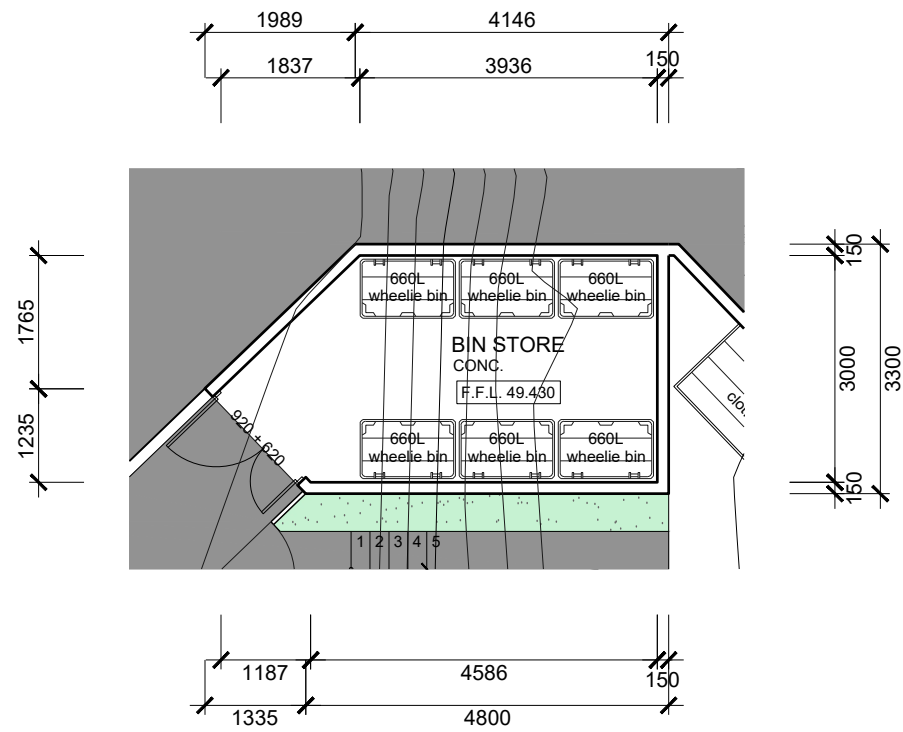 1989
4146
1837
3936
150
660L
wheelie bin
660L
wheelie bin
660L
wheelie bin
150
1765
BIN STORE
CONC.
F.F.L. 49.430
3000
3300
1235
920 + 620
660L
wheelie bin
660L
wheelie bin
660L
wheelie bin
150
1 2 3 4 5
1187
4586
150
1335
4800